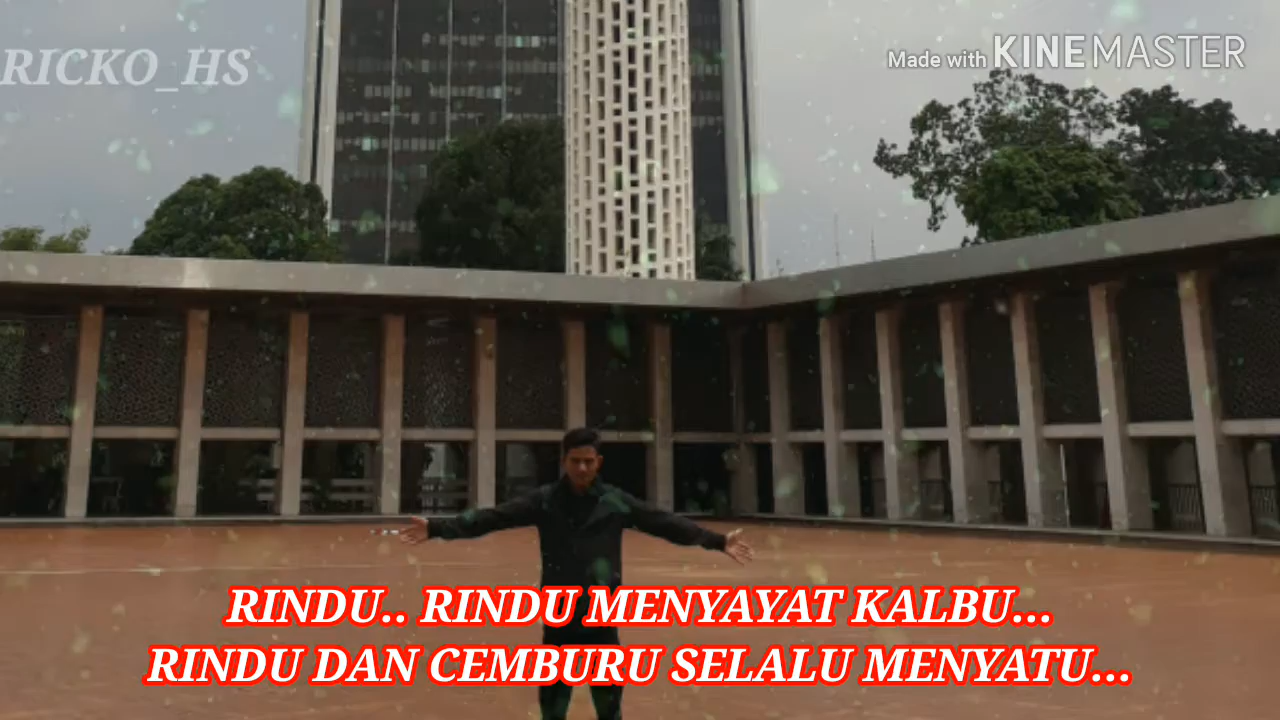 RICKO_HS
Made with KINEMASTER
RINDU.. RINDU MENYAYAT KALBU...
RINDU DAN CEMBURU SELALU MENYATU...